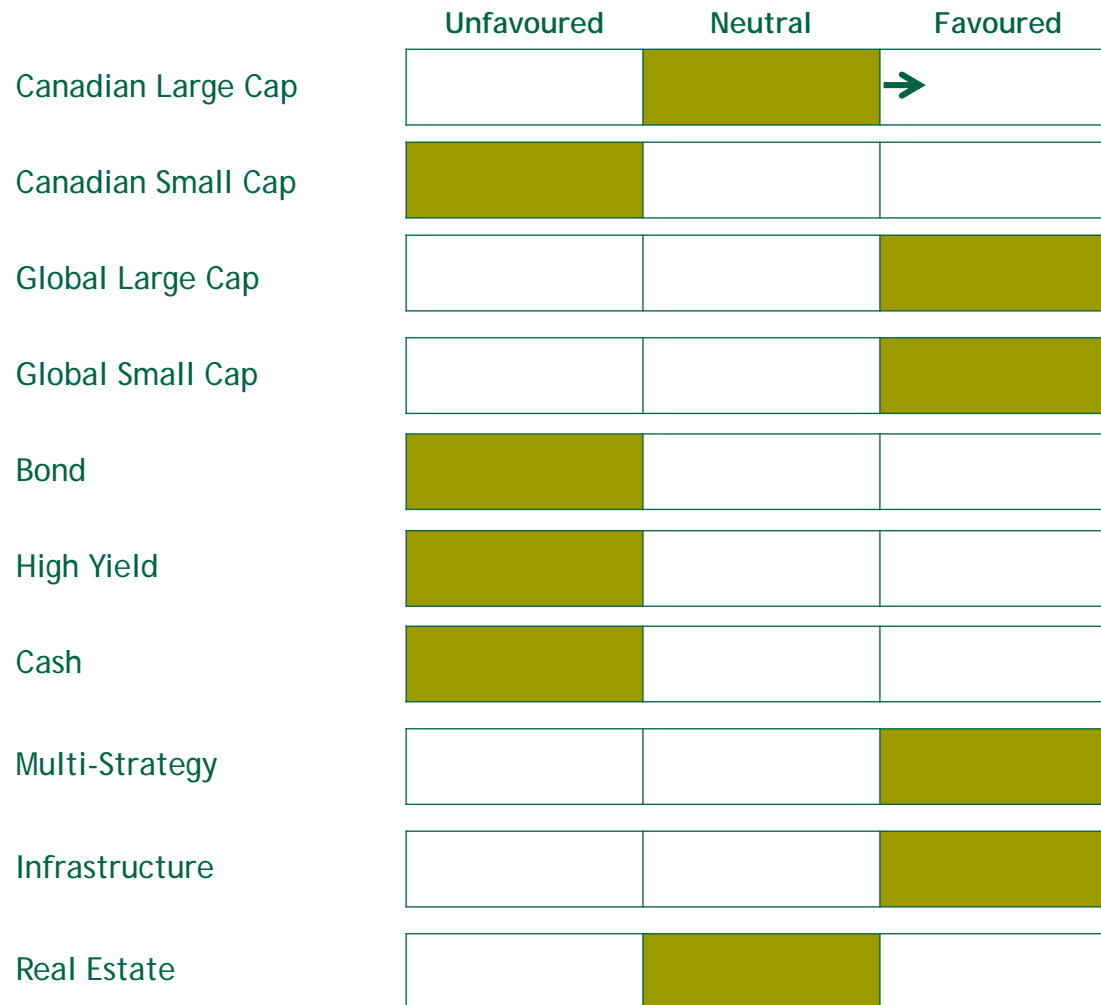 Unfavoured Neutral Favoured
Canadian Large Cap
Canadian Small Cap
Global Large Cap
Global Small Cap
Bond
High Yield
Cash
Multi-Strategy
Infrastructure
Real Estate